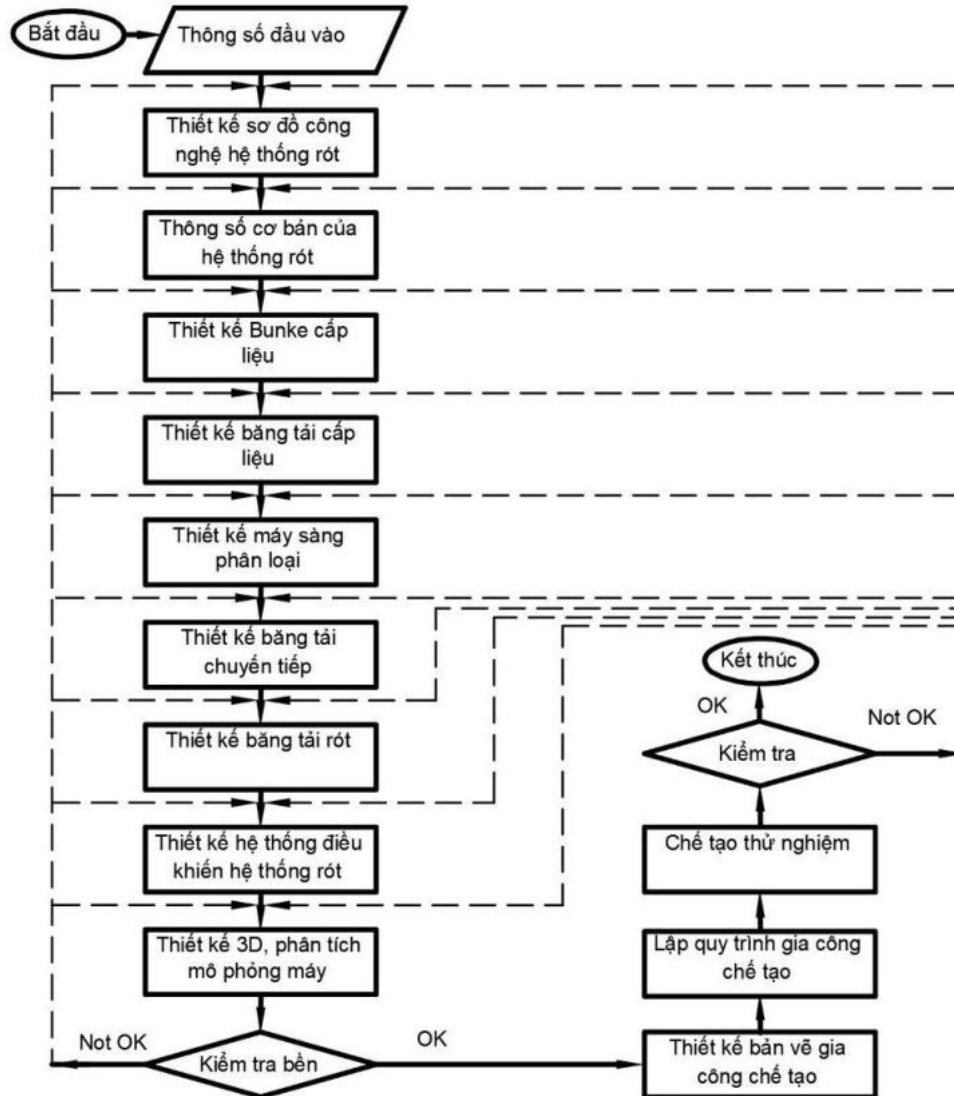 Bắt đầu
Thông số đầu vào
Thiết kế sơ đồ công
nghệ hệ thống rót
Thông số cơ bản của
hệ thống rót
Thiết kế Bunke cấp
liệu
Thiết kế băng tải cấp
liệu
Thiết kế máy sàng
phân loại
Thiết kế băng tải
chuyển tiếp
Thiết kế băng tải rót
Thiết kế hệ thống điều
khiển hệ thống rót
Thiết kế 3D, phân tích
mô phỏng máy
Not OK
Kiểm tra bền
OK
Thiết kế bản vẽ gia
công chế tạo
Lập quy trình gia công
chế tạo
Chế tạo thử nghiệm
Kiểm tra
OK
Not OK
Kết thúc